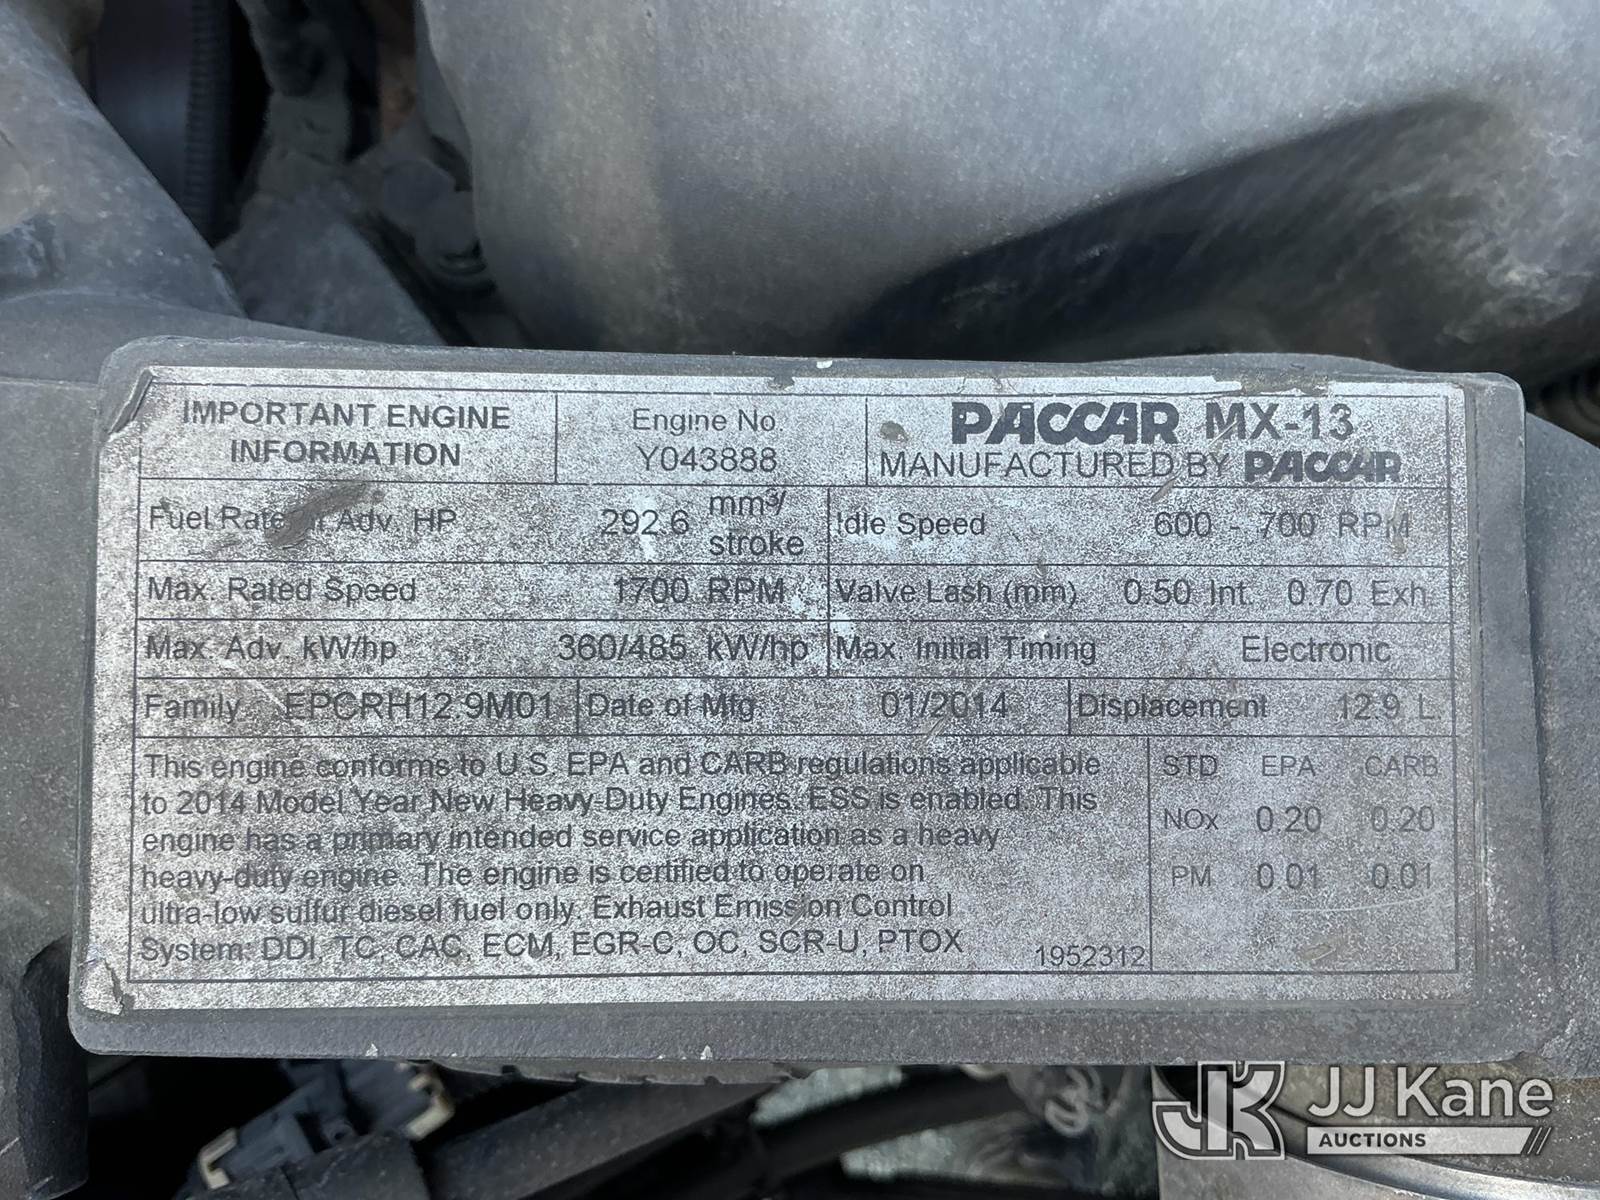 IMPORTANT ENGINE
INFORMATION
Engine No.
Y043888
PACCAR MX-13
MANUFACTURED BY PACCAR
Fuel Rate at Adv. HP 292.6 mm³/
stroke
Idle Speed 600 - 700 RPM
Max. Rated Speed 1700 RPM
Valve Lash (mm) 0.50 Int. 0.70 Exh.
Max. Adv. kW/hp 360/485 kW/hp
Max. Initial Timing Electronic
Family EPCRH12.9M01
Date of Mfg. 01/2014
Displacement 12.9 L.
This engine conforms to U.S. EPA and CARB regulations applicable
to 2014 Model Year New Heavy-Duty Engines. ESS is enabled. This
engine has a primary intended service application as a heavy
heavy-duty engine. The engine is certified to operate on
ultra-low sulfur diesel fuel only. Exhaust Emission Control
System: DDI, TC, CAC, ECM, EGR-C, OC, SCR-U, PTOX
1952312
STD EPA CARB
NOx 0.20 0.20
PM 0.01 0.01
JK JJ Kane
AUCTIONS